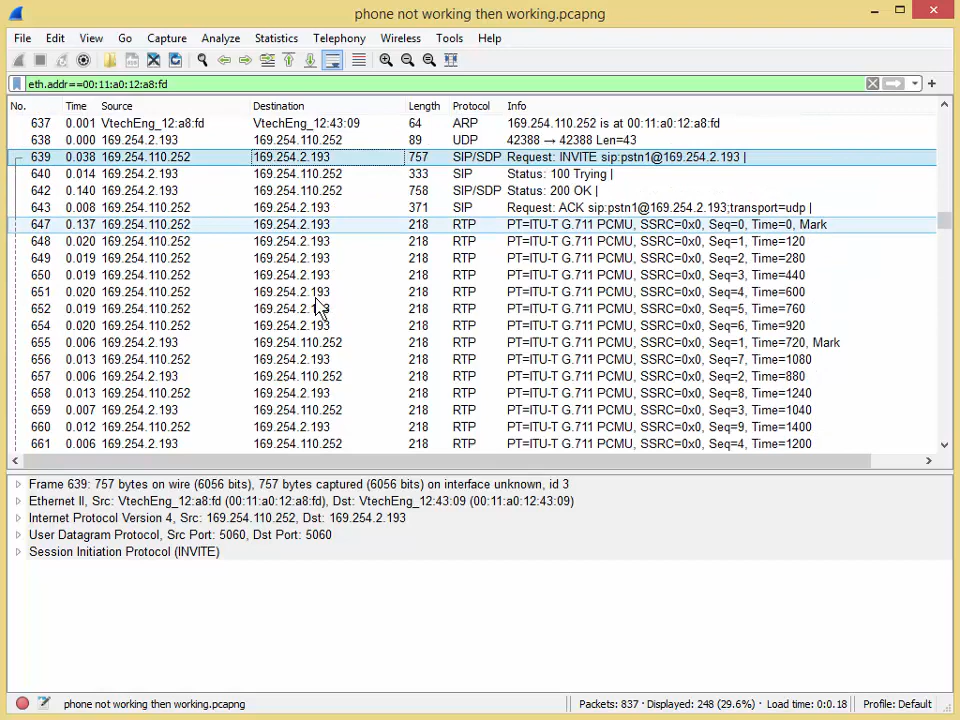 phone not working then working.pcapng
File Edit View Go Capture Analyze Statistics Telephony Wireless Tools Help
eth.addr==00:11:a0:12:a8:fd
No. Time Source Destination Length Protocol Info
637 0.001 VtechEng_12:a8:fd VtechEng_12:43:09 64 ARP 169.254.110.252 is at 00:11:a0:12:a8:fd
638 0.000 169.254.2.193 169.254.110.252 89 UDP 42388 → 42388 Len=43
639 0.038 169.254.110.252 169.254.2.193 757 SIP/SDP Request: INVITE sip:pstn1@169.254.2.193 |
640 0.014 169.254.2.193 169.254.110.252 333 SIP Status: 100 Trying |
642 0.140 169.254.2.193 169.254.110.252 758 SIP/SDP Status: 200 OK |
643 0.008 169.254.110.252 169.254.2.193 371 SIP Request: ACK sip:pstn1@169.254.2.193;transport=udp |
647 0.137 169.254.110.252 169.254.2.193 218 RTP PT=ITU-T G.711 PCMU, SSRC=0x0, Seq=0, Time=0, Mark
648 0.020 169.254.110.252 169.254.2.193 218 RTP PT=ITU-T G.711 PCMU, SSRC=0x0, Seq=1, Time=120
649 0.019 169.254.110.252 169.254.2.193 218 RTP PT=ITU-T G.711 PCMU, SSRC=0x0, Seq=2, Time=280
650 0.019 169.254.110.252 169.254.2.193 218 RTP PT=ITU-T G.711 PCMU, SSRC=0x0, Seq=3, Time=440
651 0.020 169.254.110.252 169.254.2.193 218 RTP PT=ITU-T G.711 PCMU, SSRC=0x0, Seq=4, Time=600
652 0.019 169.254.110.252 169.254.2.193 218 RTP PT=ITU-T G.711 PCMU, SSRC=0x0, Seq=5, Time=760
654 0.020 169.254.110.252 169.254.2.193 218 RTP PT=ITU-T G.711 PCMU, SSRC=0x0, Seq=6, Time=920
655 0.006 169.254.2.193 169.254.110.252 218 RTP PT=ITU-T G.711 PCMU, SSRC=0x0, Seq=1, Time=720, Mark
656 0.013 169.254.110.252 169.254.2.193 218 RTP PT=ITU-T G.711 PCMU, SSRC=0x0, Seq=7, Time=1080
657 0.006 169.254.2.193 169.254.110.252 218 RTP PT=ITU-T G.711 PCMU, SSRC=0x0, Seq=2, Time=880
658 0.013 169.254.110.252 169.254.2.193 218 RTP PT=ITU-T G.711 PCMU, SSRC=0x0, Seq=8, Time=1240
659 0.007 169.254.2.193 169.254.110.252 218 RTP PT=ITU-T G.711 PCMU, SSRC=0x0, Seq=3, Time=1040
660 0.012 169.254.110.252 169.254.2.193 218 RTP PT=ITU-T G.711 PCMU, SSRC=0x0, Seq=9, Time=1400
661 0.006 169.254.2.193 169.254.110.252 218 RTP PT=ITU-T G.711 PCMU, SSRC=0x0, Seq=4, Time=1200
Frame 639: 757 bytes on wire (6056 bits), 757 bytes captured (6056 bits) on interface unknown, id 3
Ethernet II, Src: VtechEng_12:a8:fd (00:11:a0:12:a8:fd), Dst: VtechEng_12:43:09 (00:11:a0:12:43:09)
Internet Protocol Version 4, Src: 169.254.110.252, Dst: 169.254.2.193
User Datagram Protocol, Src Port: 5060, Dst Port: 5060
Session Initiation Protocol (INVITE)
phone not working then working.pcapng Packets: 837 · Displayed: 248 (29.6%) · Load time: 0:0.18 Profile: Default